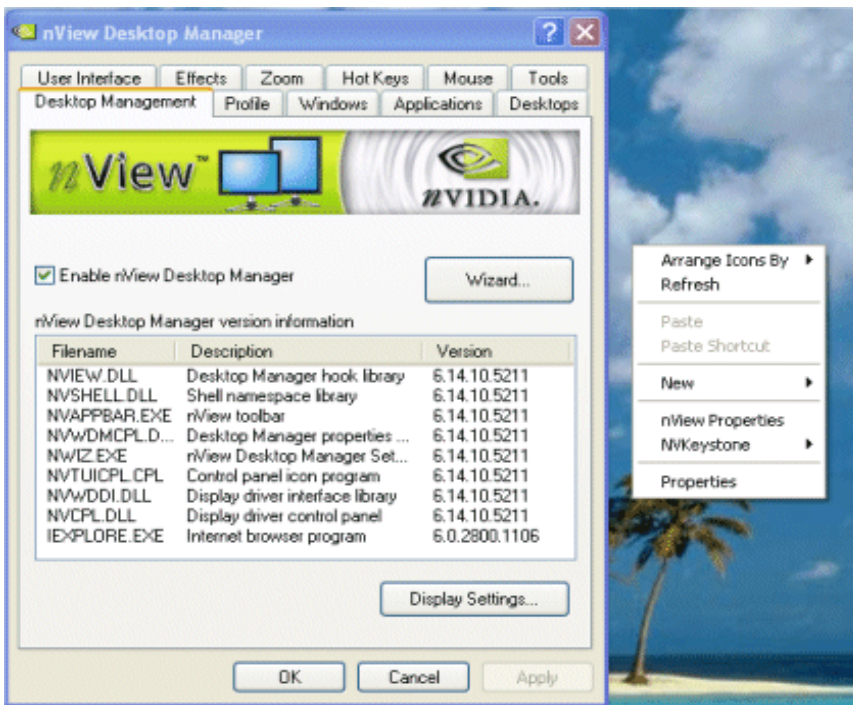 nView Desktop Manager
User Interface Effects Zoom Hot Keys Mouse Tools
Desktop Management Profile Windows Applications Desktops
nView™
nVIDIA.
Enable nView Desktop Manager
Wizard...
nView Desktop Manager version information
Filename Description Version
NVIEW.DLL Desktop Manager hook library 6.14.10.5211
NVSHELL.DLL Shell namespace library 6.14.10.5211
NVAPPBAR.EXE nView toolbar 6.14.10.5211
NVWDMCPL.D... Desktop Manager properties ... 6.14.10.5211
NWIZ.EXE nView Desktop Manager Set... 6.14.10.5211
NVTUICPL.CPL Control panel icon program 6.14.10.5211
NVWDDI.DLL Display driver interface library 6.14.10.5211
NVCPL.DLL Display driver control panel 6.14.10.5211
IEXPLORE.EXE Internet browser program 6.0.2800.1106
Display Settings...
OK Cancel Apply
Arrange Icons By
Refresh
Paste
Paste Shortcut
New
nView Properties
NVKeystone
Properties